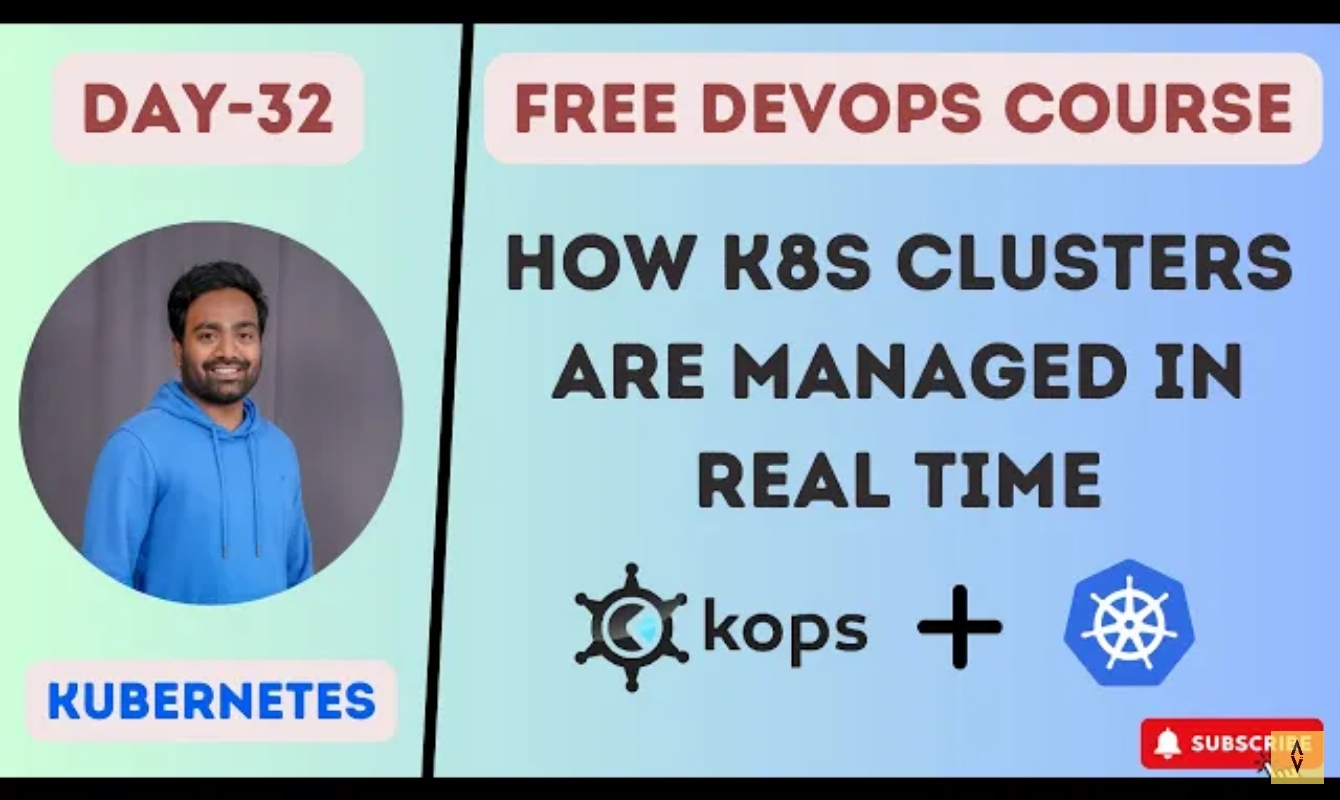 DAY-32
FREE DEVOPS COURSE
HOW K8S CLUSTERS
ARE MANAGED IN
REAL TIME
kops
KUBERNETES
SUBSCRIBE